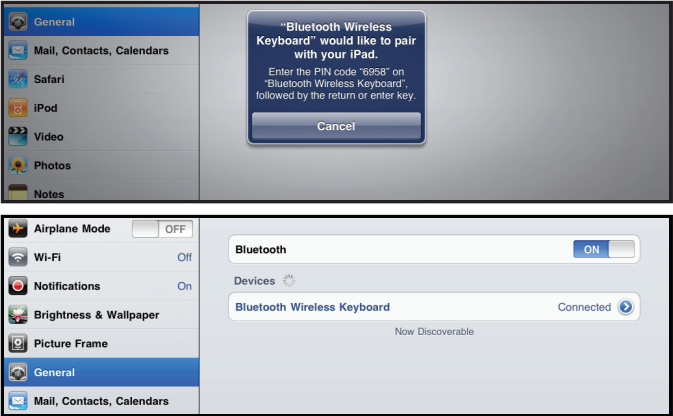 General
Mail, Contacts, Calendars
Safari
iPod
Video
Photos
Notes
“Bluetooth Wireless
Keyboard” would like to pair
with your iPad.
Enter the PIN code “6958” on
“Bluetooth Wireless Keyboard”,
followed by the return or enter key.
Cancel
Airplane Mode OFF
Wi-Fi Off
Notifications On
Brightness & Wallpaper
Picture Frame
General
Mail, Contacts, Calendars
Bluetooth ON
Devices
Bluetooth Wireless Keyboard Connected
Now Discoverable